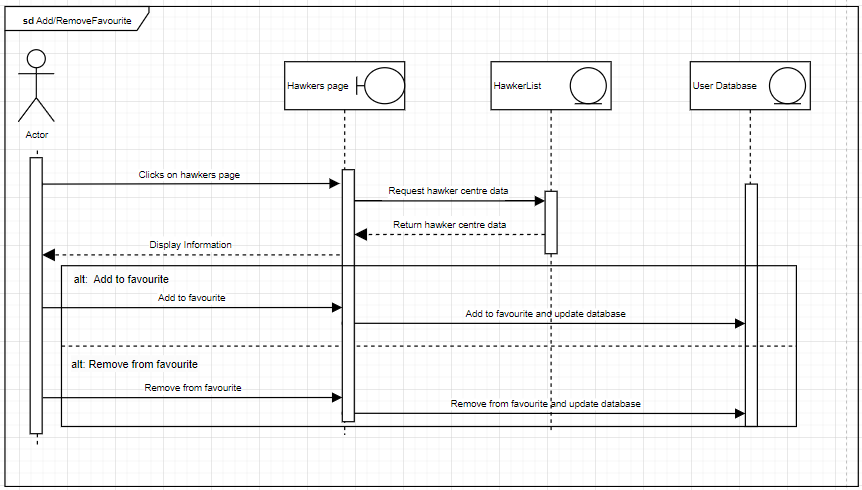 sd Add/RemoveFavourite
Hawkers page
HawkerList
User Database
Actor
Clicks on hawkers page
Request hawker centre data
Return hawker centre data
Display Information
alt: Add to favourite
Add to favourite
Add to favourite and update database
alt: Remove from favourite
Remove from favourite
Remove from favourite and update database